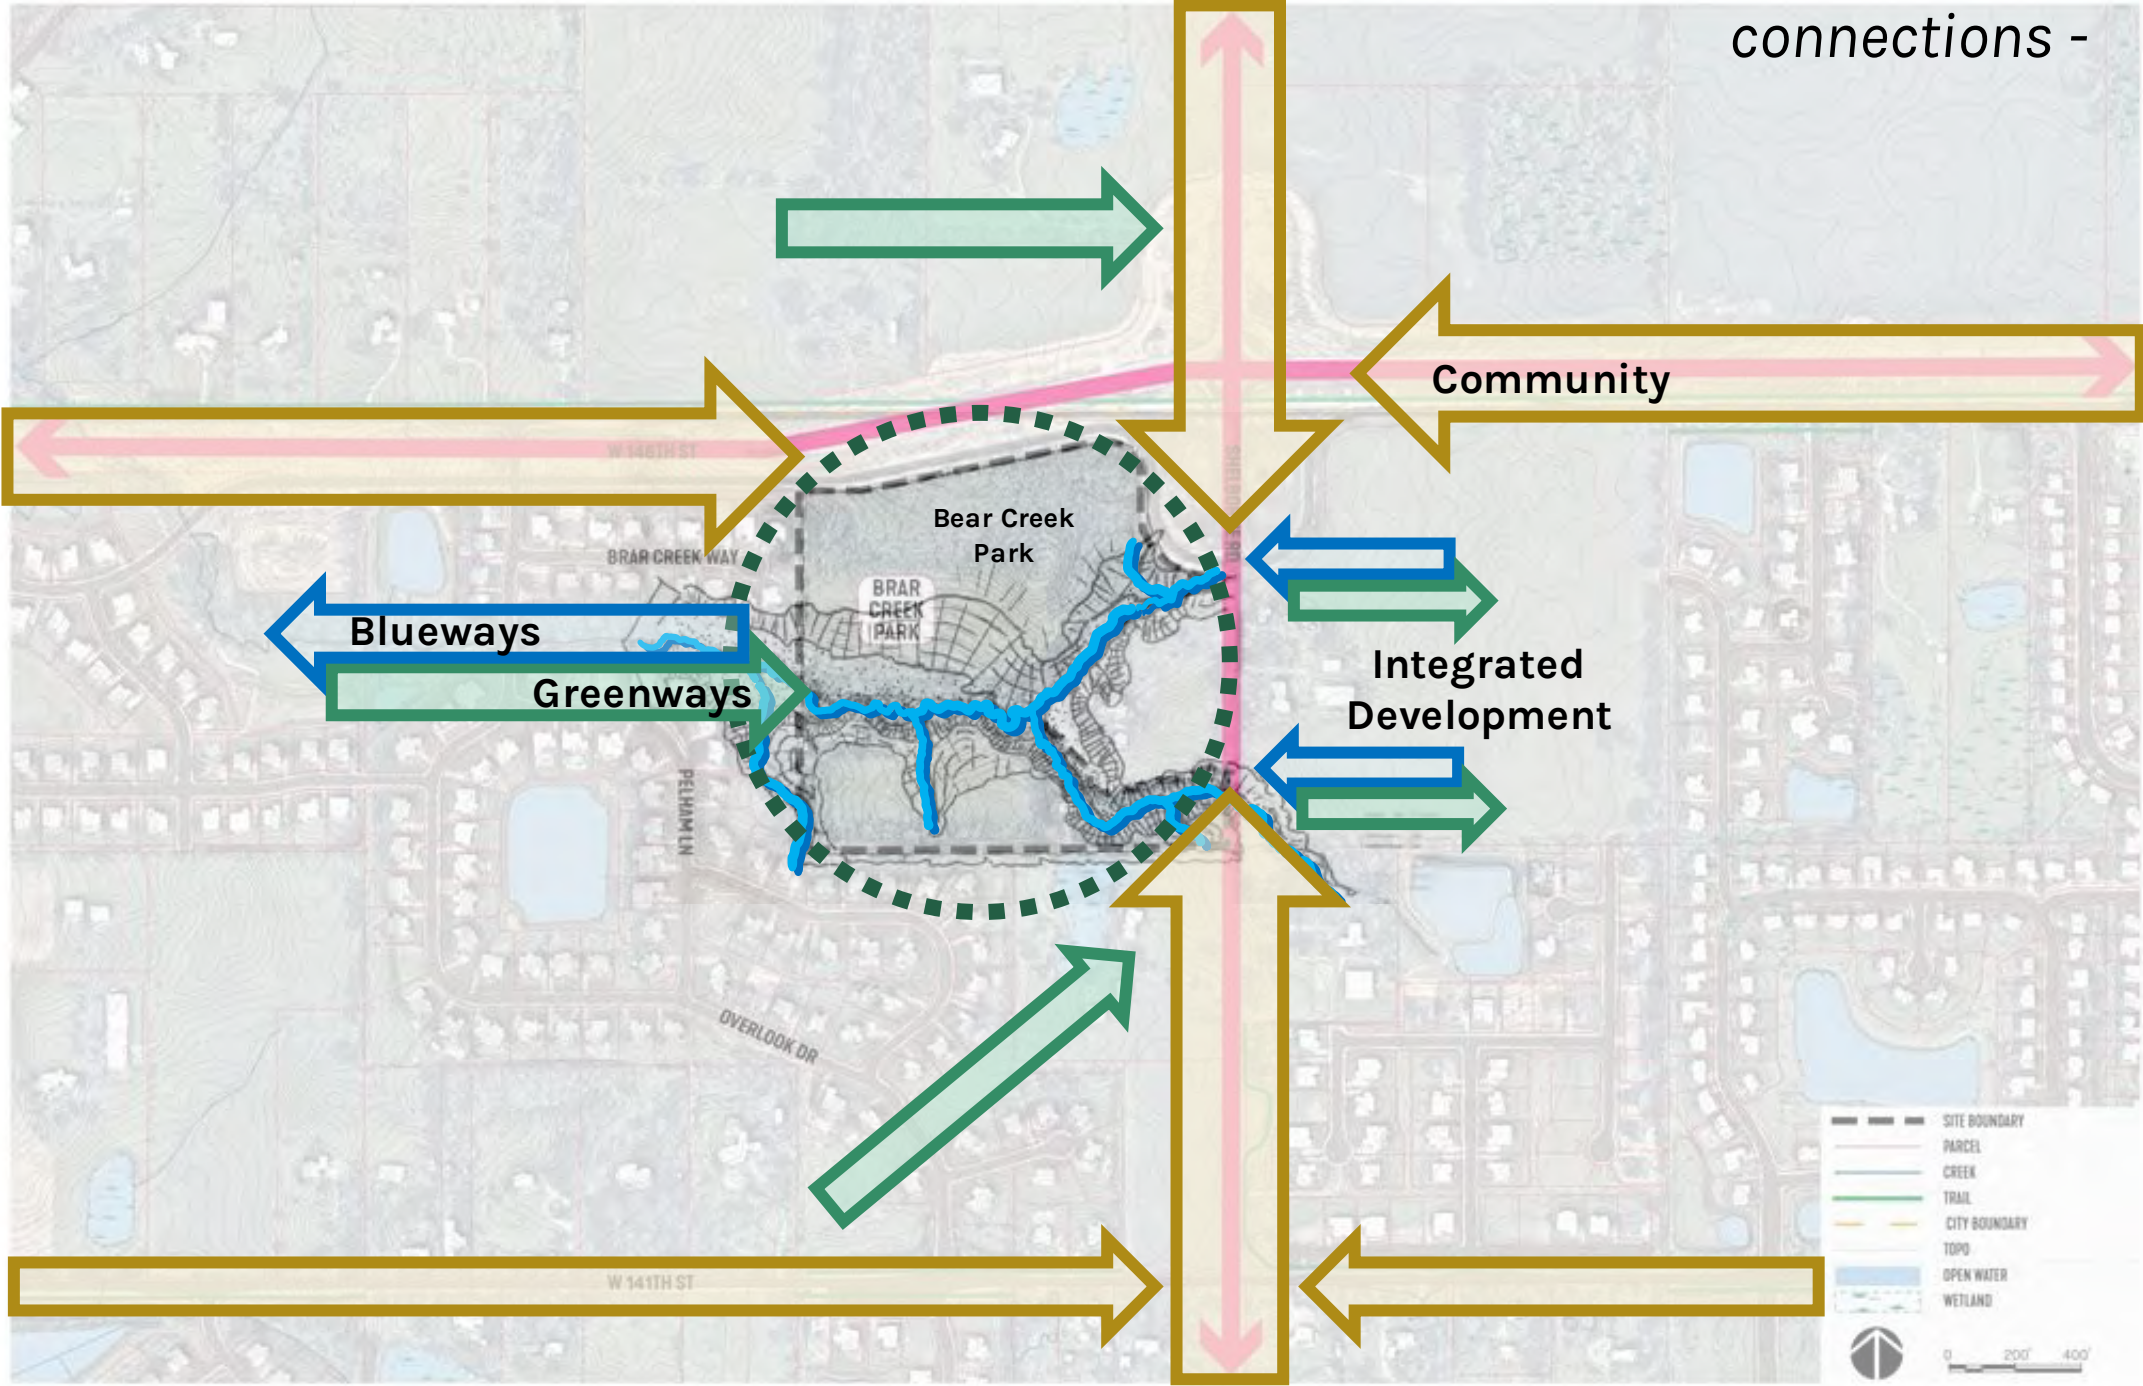 connections -
Community
W 146TH ST
Bear Creek
Park
BRAR CREEK WAY
BRAR
CREEK
PARK
Blueways
Greenways
Integrated
Development
PELHAM LN
OVERLOOK DR
W 141TH ST
SITE BOUNDARY
PARCEL
CREEK
TRAIL
CITY BOUNDARY
TOPO
OPEN WATER
WETLAND
0 200' 400'